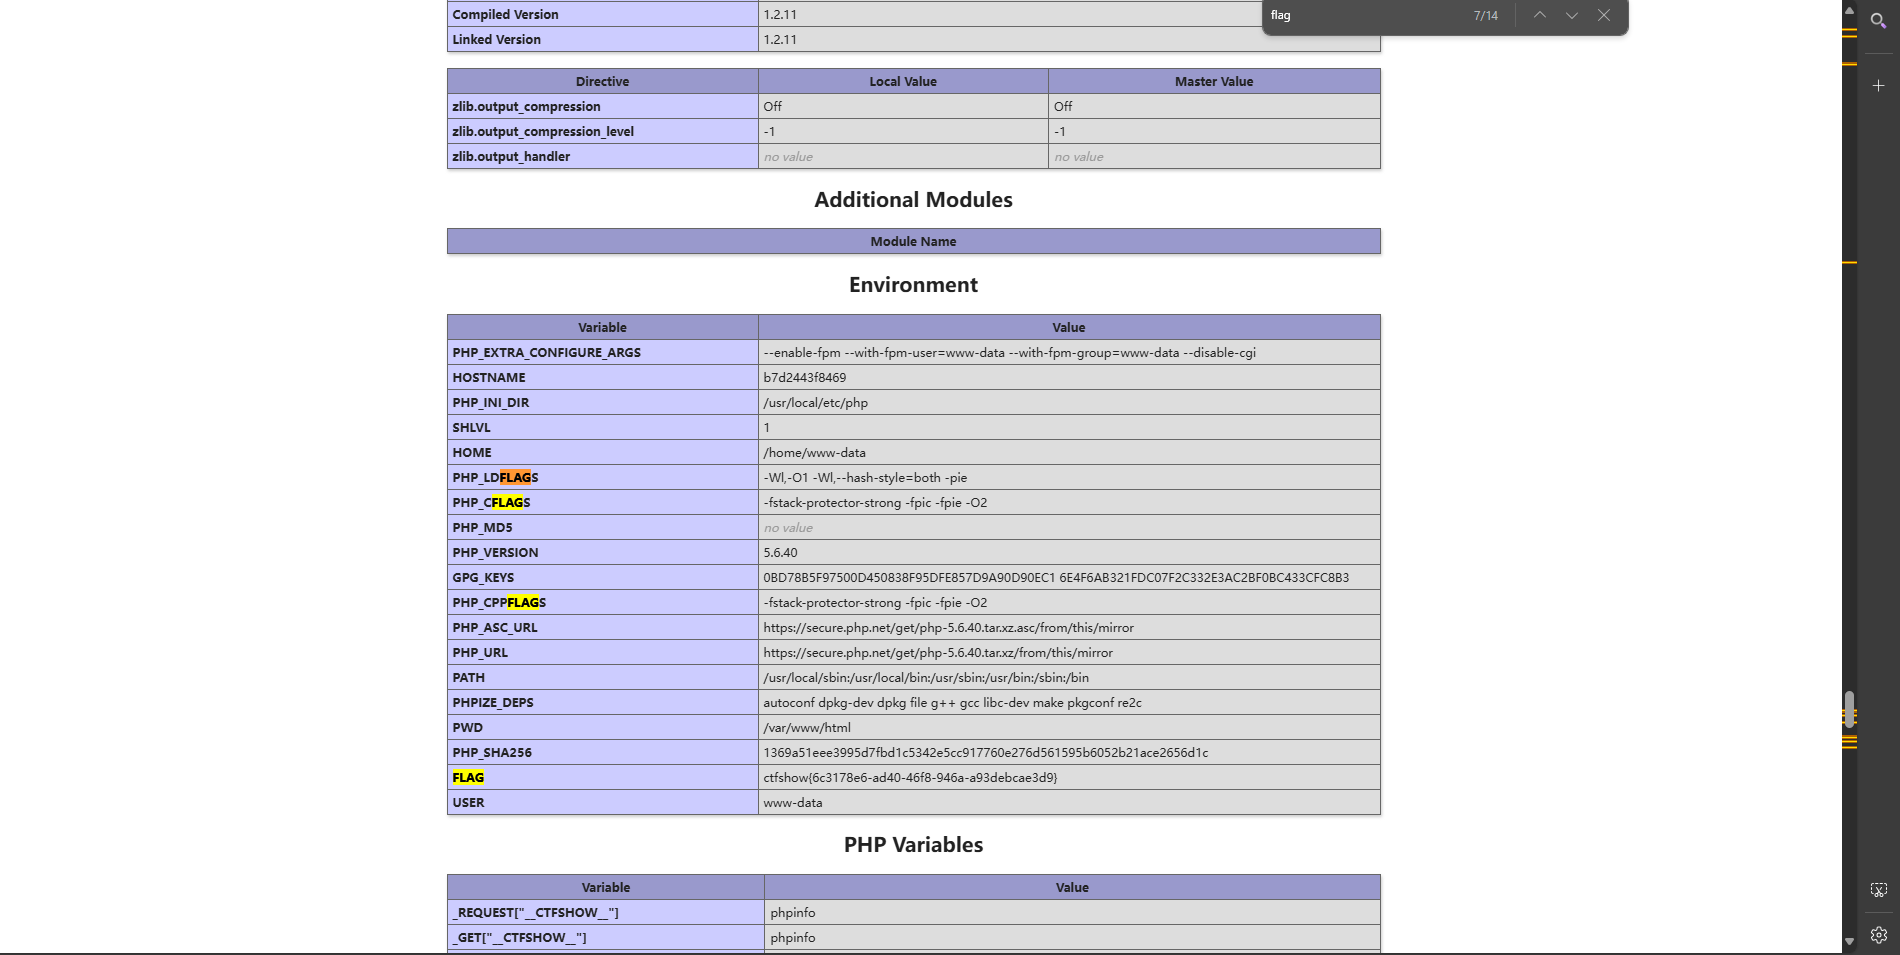 flag 7/14
Compiled Version 1.2.11
Linked Version 1.2.11
Directive Local Value Master Value
zlib.output_compression Off Off
zlib.output_compression_level -1 -1
zlib.output_handler no value no value
Additional Modules
Module Name
Environment
Variable Value
PHP_EXTRA_CONFIGURE_ARGS --enable-fpm --with-fpm-user=www-data --with-fpm-group=www-data --disable-cgi
HOSTNAME b7d2443f8469
PHP_INI_DIR /usr/local/etc/php
SHLVL 1
HOME /home/www-data
PHP_LDFLAGS -Wl,-O1 -Wl,--hash-style=both -pie
PHP_CFLAGS -fstack-protector-strong -fpic -fpie -O2
PHP_MD5 no value
PHP_VERSION 5.6.40
GPG_KEYS 0BD78B5F97500D450838F95DFE857D9A90D90EC1 6E4F6AB321FDC07F2C332E3AC2BF0BC433CFC8B3
PHP_CPPFLAGS -fstack-protector-strong -fpic -fpie -O2
PHP_ASC_URL https://secure.php.net/get/php-5.6.40.tar.xz.asc/from/this/mirror
PHP_URL https://secure.php.net/get/php-5.6.40.tar.xz/from/this/mirror
PATH /usr/local/sbin:/usr/local/bin:/usr/sbin:/usr/bin:/sbin:/bin
PHPIZE_DEPS autoconf dpkg-dev dpkg file g++ gcc libc-dev make pkgconf re2c
PWD /var/www/html
PHP_SHA256 1369a51eee3995d7fbd1c5342e5cc917760e276d561595b6052b21ace2656d1c
FLAG ctfshow{6c3178e6-ad40-46f8-946a-a93debcae3d9}
USER www-data
PHP Variables
Variable Value
_REQUEST["__CTFSHOW__"] phpinfo
_GET["__CTFSHOW__"] phpinfo